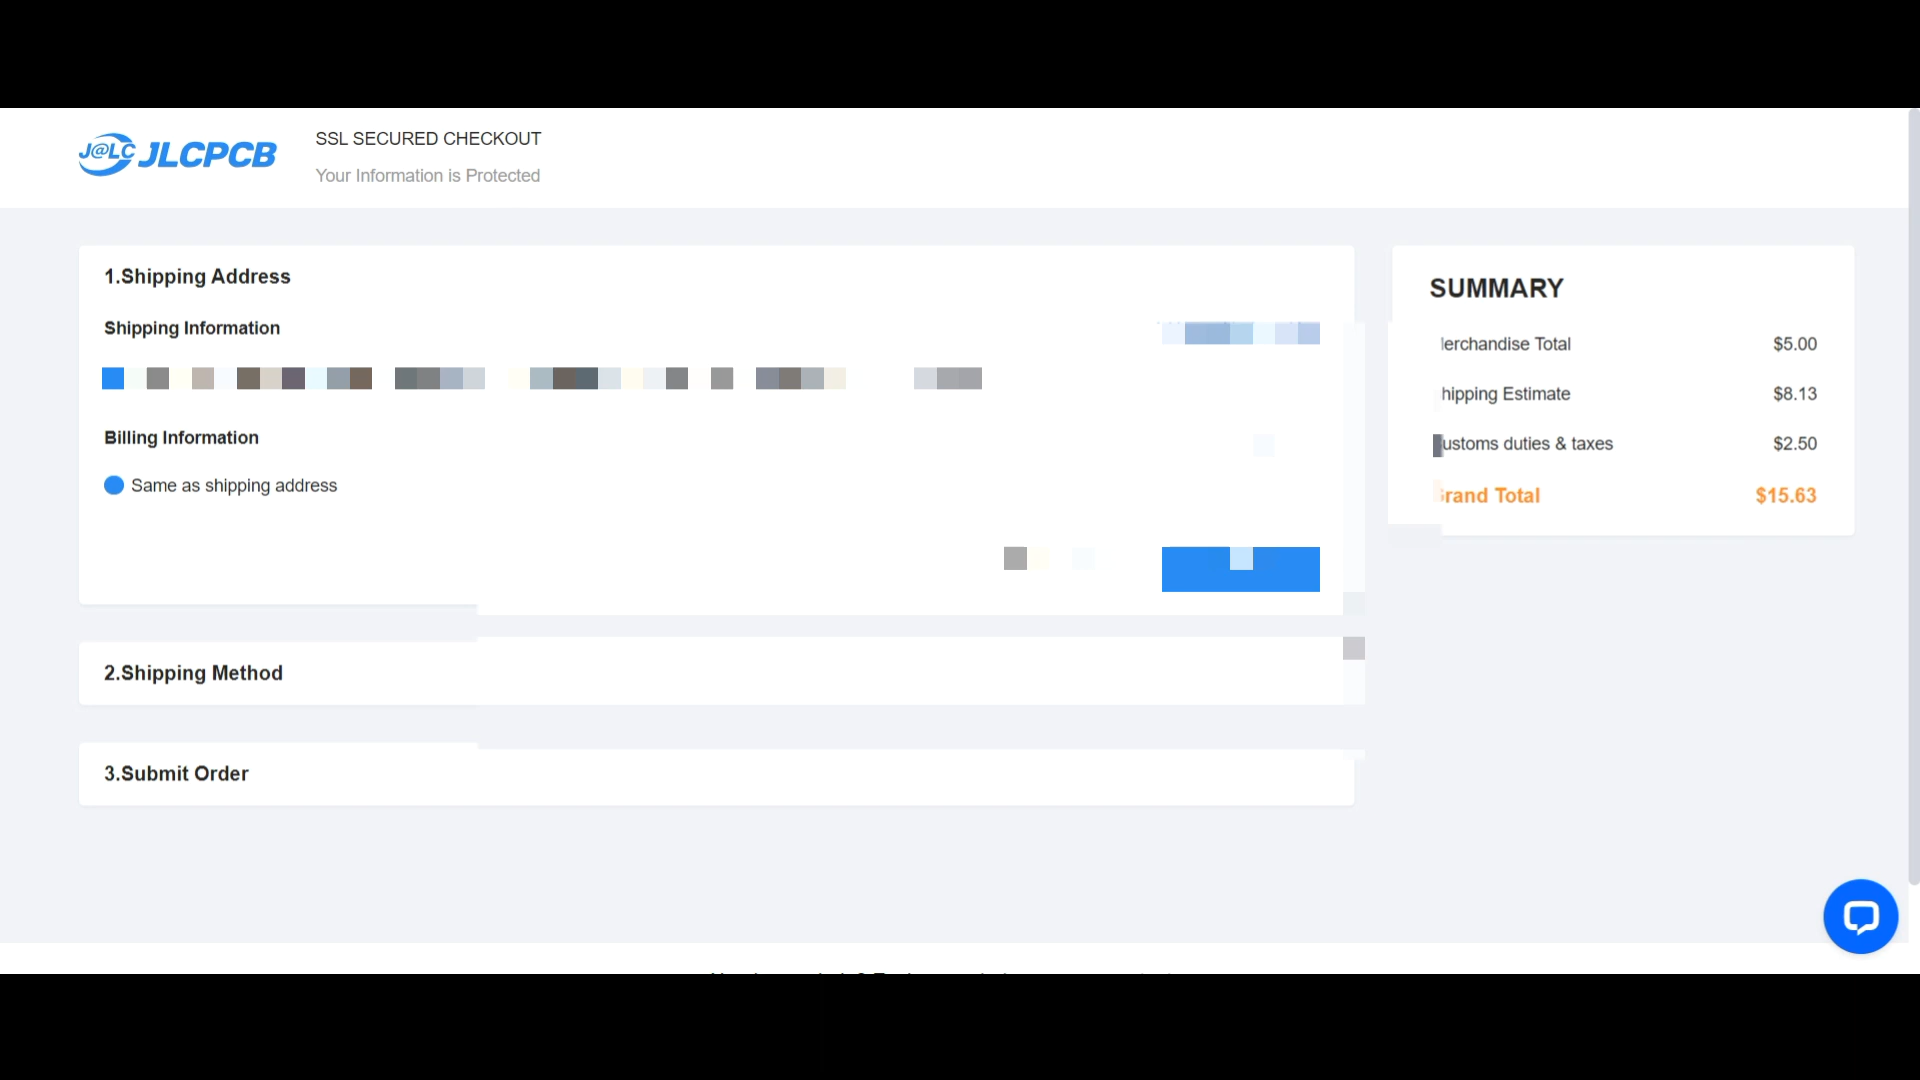 J@LC JLCPCB
SSL SECURED CHECKOUT
Your Information is Protected
1.Shipping Address
Shipping Information
Billing Information
Same as shipping address
2.Shipping Method
3.Submit Order
SUMMARY
erchandise Total $5.00
hipping Estimate $8.13
ustoms duties & taxes $2.50
rand Total $15.63